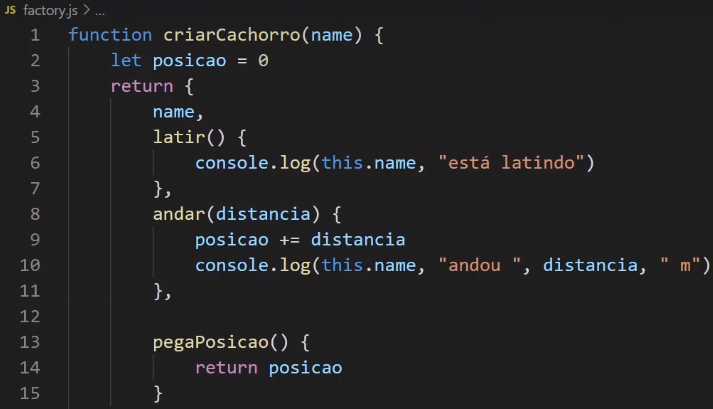 JS factory.js > ...
1 function criarCachorro(name) {
2 let posicao = 0
3 return {
4 name,
5 latir() {
6 console.log(this.name, "está latindo")
7 },
8 andar(distancia) {
9 posicao += distancia
10 console.log(this.name, "andou ", distancia, " m")
11 },
12
13 pegaPosicao() {
14 return posicao
15 }